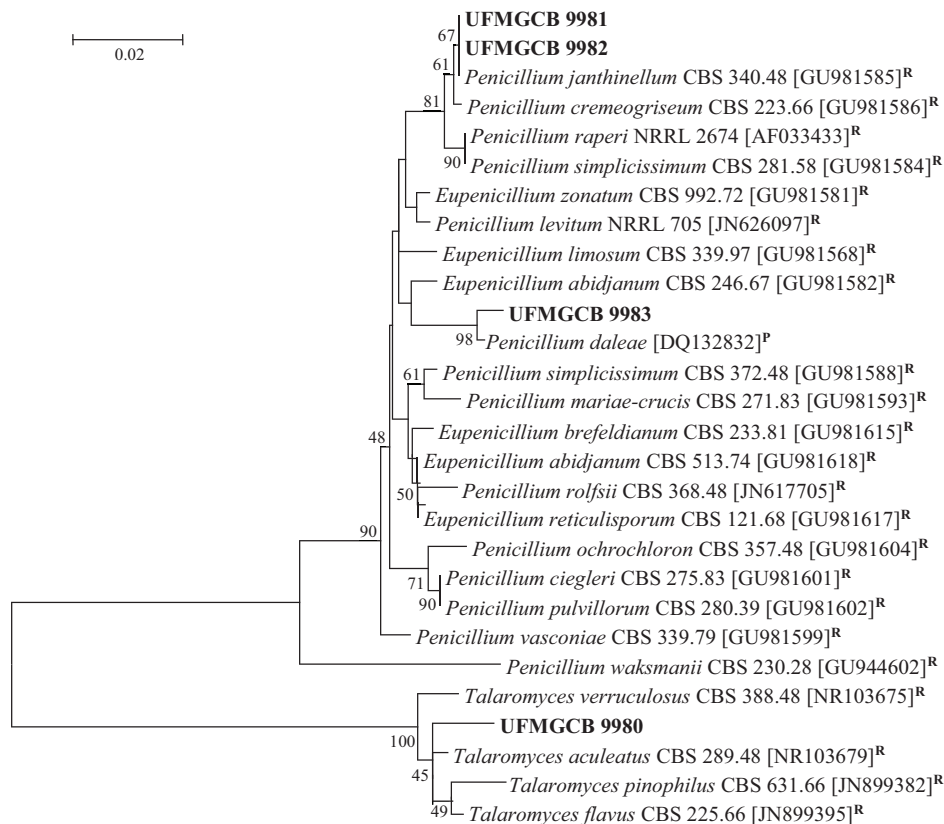 UFMGCB 9981
67
UFMGCB 9982
0.02
61
Penicillium janthinellum CBS 340.48 [GU981585]R
81
Penicillium cremeogriseum CBS 223.66 [GU981586]R
Penicillium raperi NRRL 2674 [AF033433]R
90
Penicillium simplicissimum CBS 281.58 [GU981584]R
Eupenicillium zonatum CBS 992.72 [GU981581]R
Penicillium levitum NRRL 705 [JN626097]R
Eupenicillium limosum CBS 339.97 [GU981568]R
Eupenicillium abidjanum CBS 246.67 [GU981582]R
UFMGCB 9983
98
Penicillium daleae [DQ132832]P
61
Penicillium simplicissimum CBS 372.48 [GU981588]R
Penicillium mariae-crucis CBS 271.83 [GU981593]R
48
Eupenicillium brefeldianum CBS 233.81 [GU981615]R
Eupenicillium abidjanum CBS 513.74 [GU981618]R
50
Penicillium rolfsii CBS 368.48 [JN617705]R
Eupenicillium reticulisporum CBS 121.68 [GU981617]R
90
Penicillium ochrochloron CBS 357.48 [GU981604]R
71
Penicillium ciegleri CBS 275.83 [GU981601]R
90
Penicillium pulvillorum CBS 280.39 [GU981602]R
Penicillium vasconiae CBS 339.79 [GU981599]R
Penicillium waksmanii CBS 230.28 [GU944602]R
Talaromyces verruculosus CBS 388.48 [NR103675]R
UFMGCB 9980
100
Talaromyces aculeatus CBS 289.48 [NR103679]R
45
Talaromyces pinophilus CBS 631.66 [JN899382]R
49
Talaromyces flavus CBS 225.66 [JN899395]R